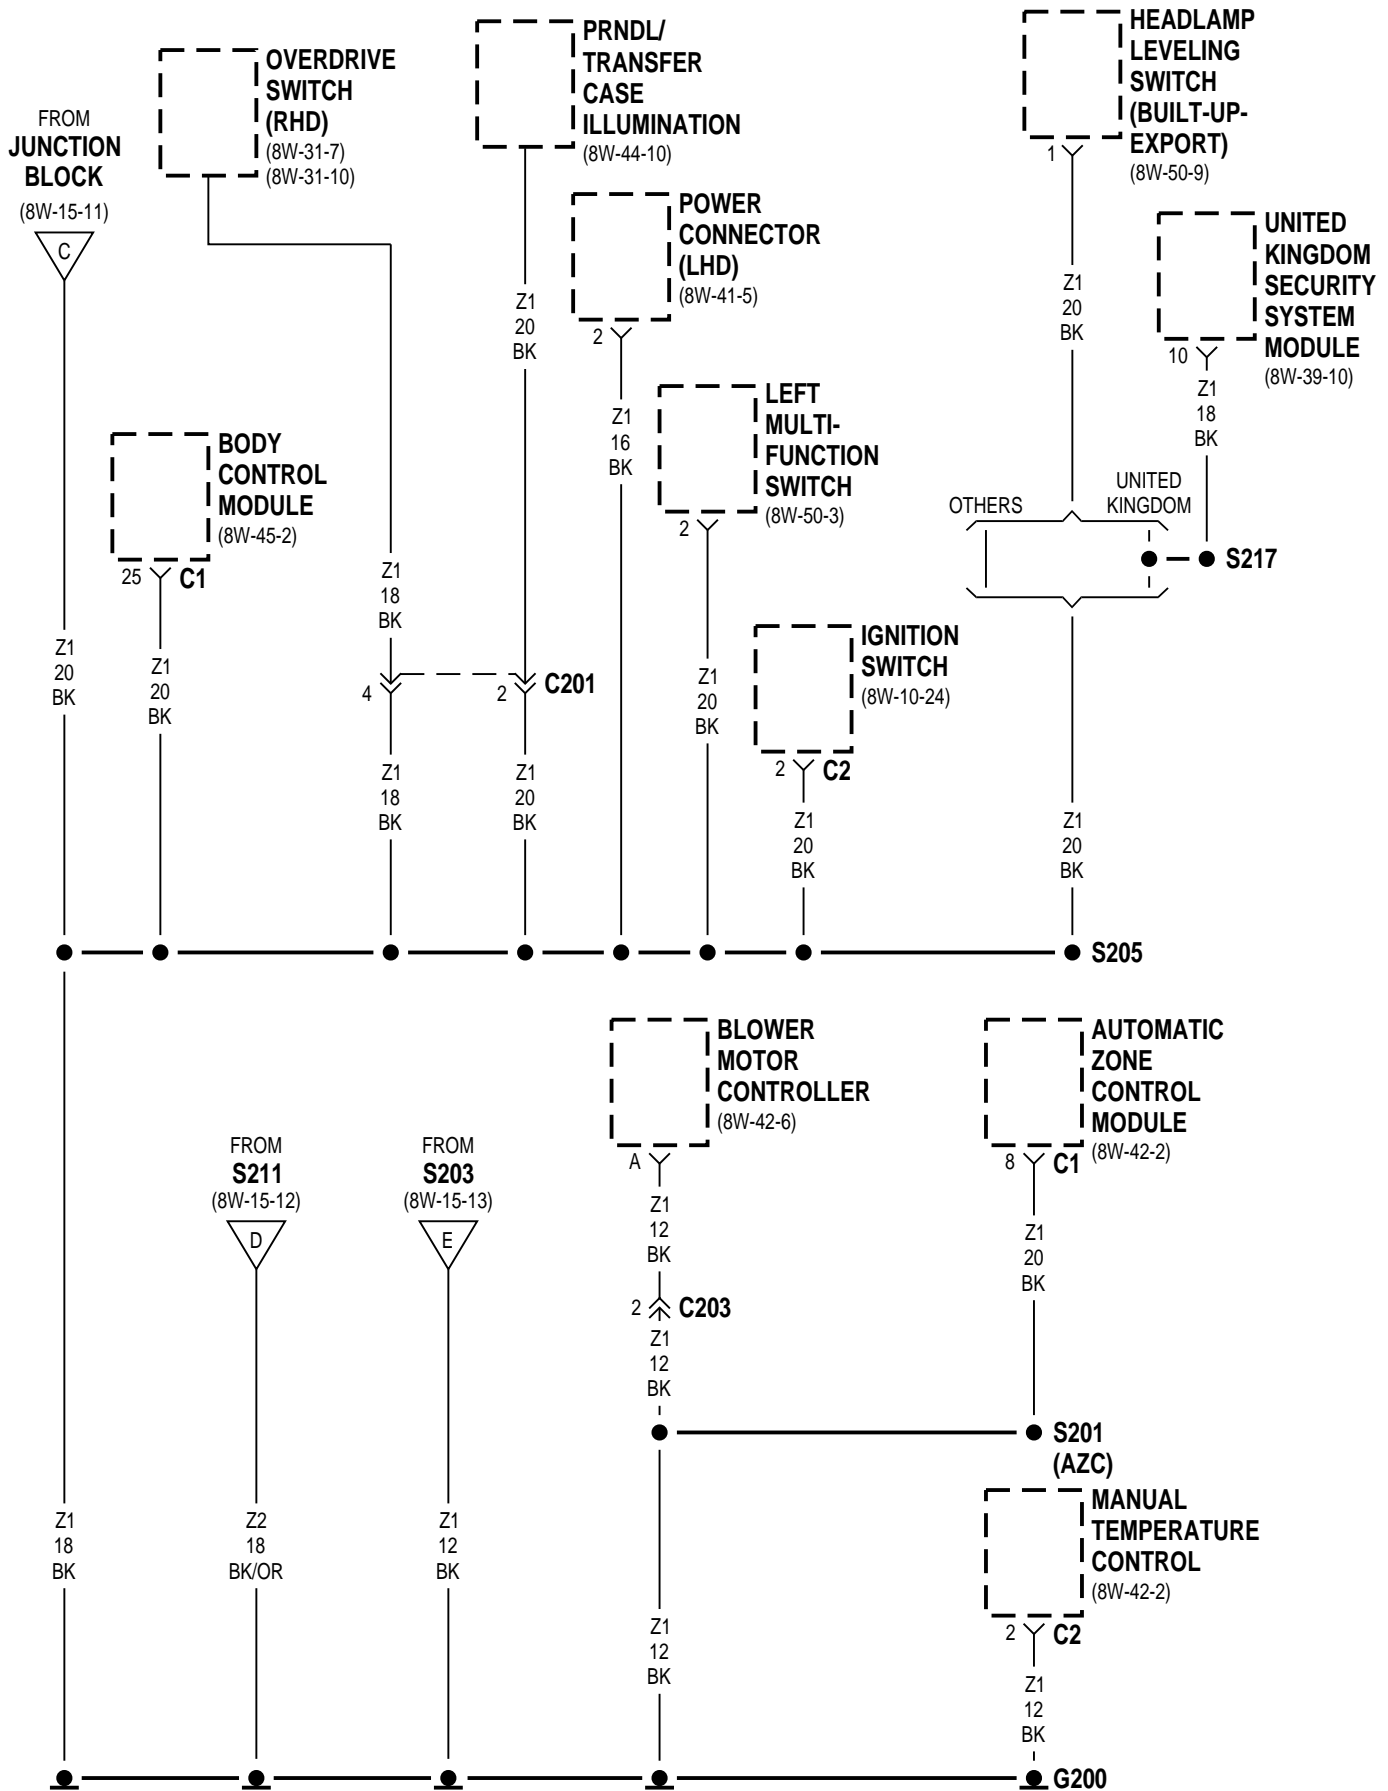 OVERDRIVE
SWITCH
(RHD)
(8W-31-7)
(8W-31-10)
PRNDL/
TRANSFER
CASE
ILLUMINATION
(8W-44-10)
HEADLAMP
LEVELING
SWITCH
(BUILT-UP-
EXPORT)
(8W-50-9)
1
FROM
JUNCTION
BLOCK
(8W-15-11)
C
POWER
CONNECTOR
(LHD)
(8W-41-5)
2
UNITED
KINGDOM
SECURITY
SYSTEM
MODULE
(8W-39-10)
10
Z1
20
BK
Z1
20
BK
Z1
18
BK
Z1
16
BK
LEFT
MULTI-
FUNCTION
SWITCH
(8W-50-3)
2
BODY
CONTROL
MODULE
(8W-45-2)
25
C1
OTHERS
UNITED
KINGDOM
S217
Z1
18
BK
Z1
20
BK
Z1
20
BK
4
2
C201
Z1
20
BK
IGNITION
SWITCH
(8W-10-24)
2
C2
Z1
18
BK
Z1
20
BK
Z1
20
BK
Z1
20
BK
S205
BLOWER
MOTOR
CONTROLLER
(8W-42-6)
A
AUTOMATIC
ZONE
CONTROL
MODULE
(8W-42-2)
8
C1
FROM
S211
(8W-15-12)
D
FROM
S203
(8W-15-13)
E
Z1
12
BK
Z1
20
BK
2
C203
Z1
12
BK
S201
(AZC)
MANUAL
TEMPERATURE
CONTROL
(8W-42-2)
2
C2
Z1
18
BK
Z2
18
BK/OR
Z1
12
BK
Z1
12
BK
Z1
12
BK
G200